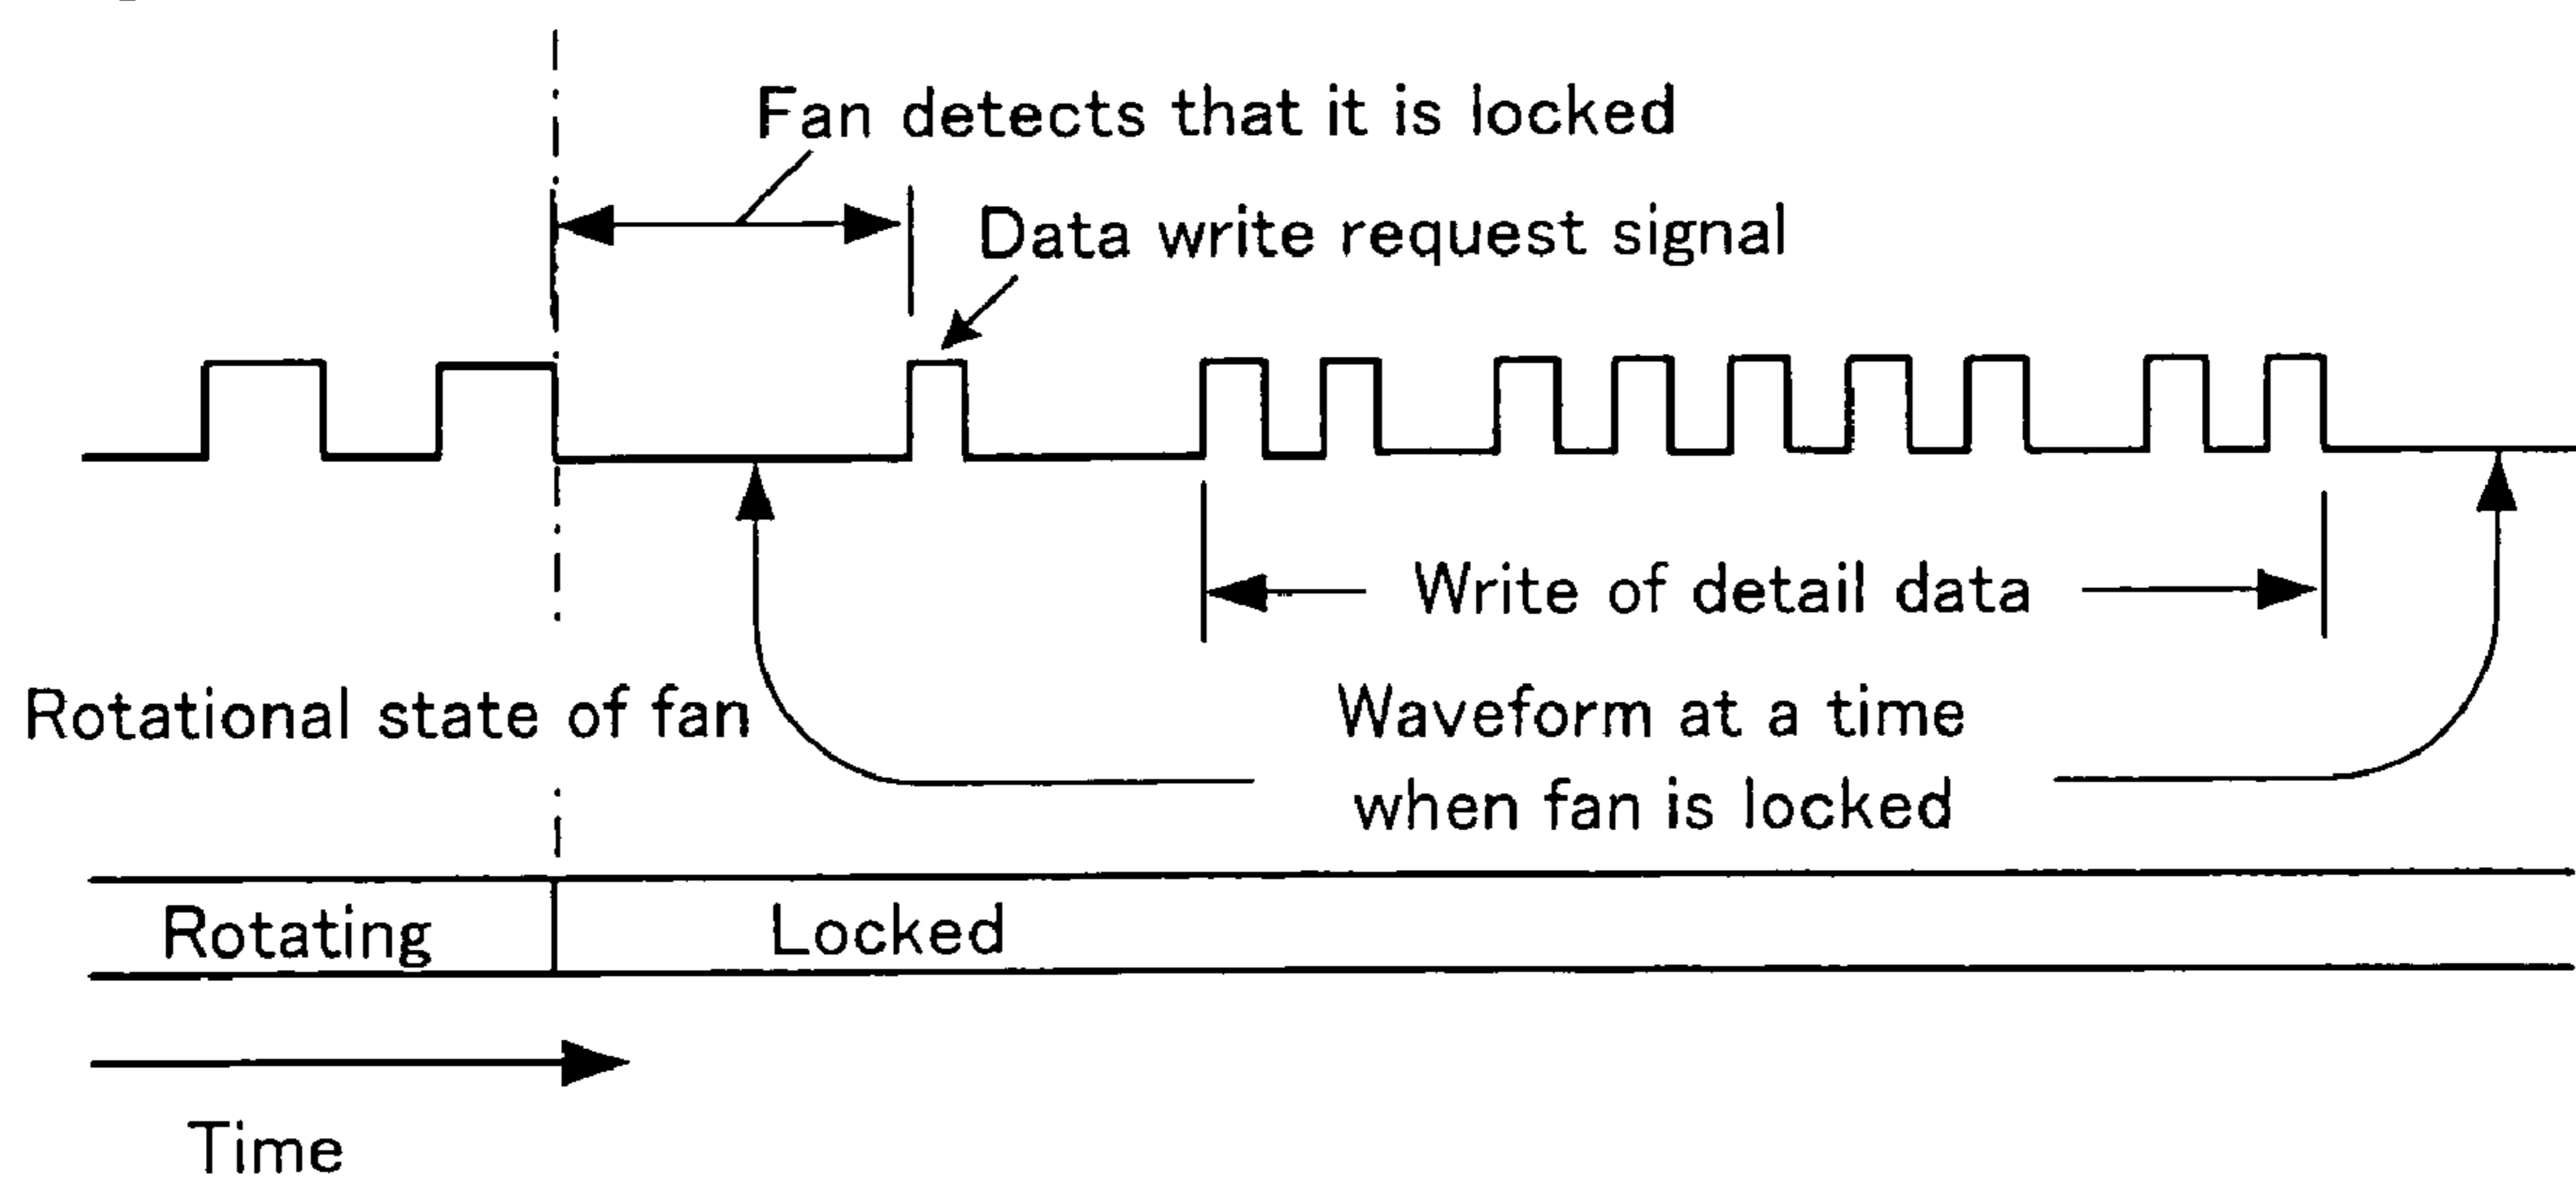 Fan detects that it is locked
Data write request signal
Write of detail data
Rotational state of fan
Waveform at a time
when fan is locked
Rotating
Locked
Time